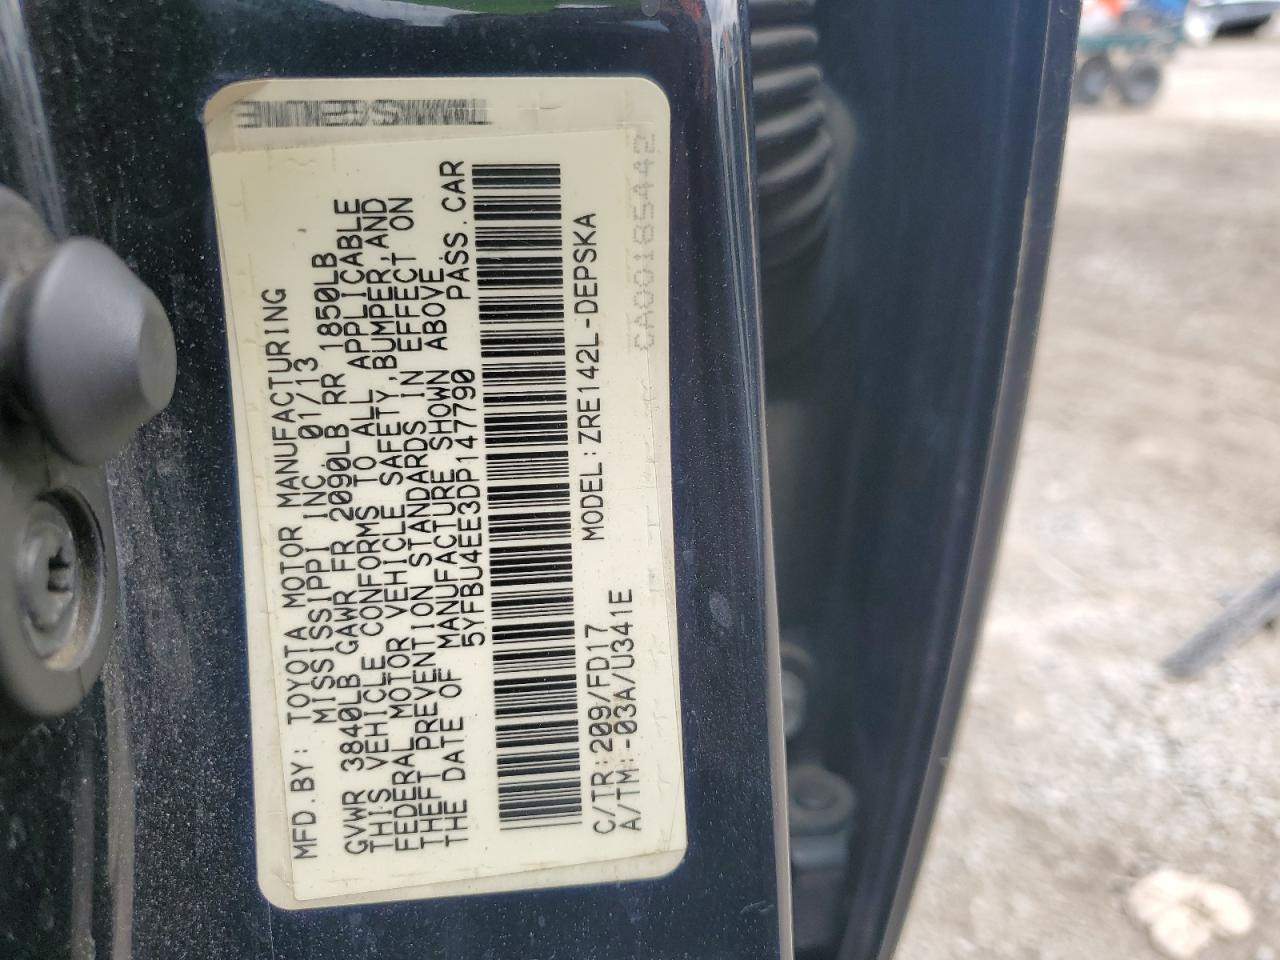 MFD.BY: TOYOTA MOTOR MANUFACTURING
MISSISSIPPI INC. 01/13
GVWR 3840LB GAWR FR 2090LB RR 1850LB
THIS VEHICLE CONFORMS TO ALL APPLICABLE
FEDERAL MOTOR VEHICLE SAFETY, BUMPER, AND
THEFT PREVENTION STANDARDS IN EFFECT ON
THE DATE OF MANUFACTURE SHOWN ABOVE.
5YFBU4EE3DP147790 PASS.CAR
C/TR:209/FD17 MODEL:ZRE142L-DEPSKA
A/TM:-03A/U341E
CA00185442